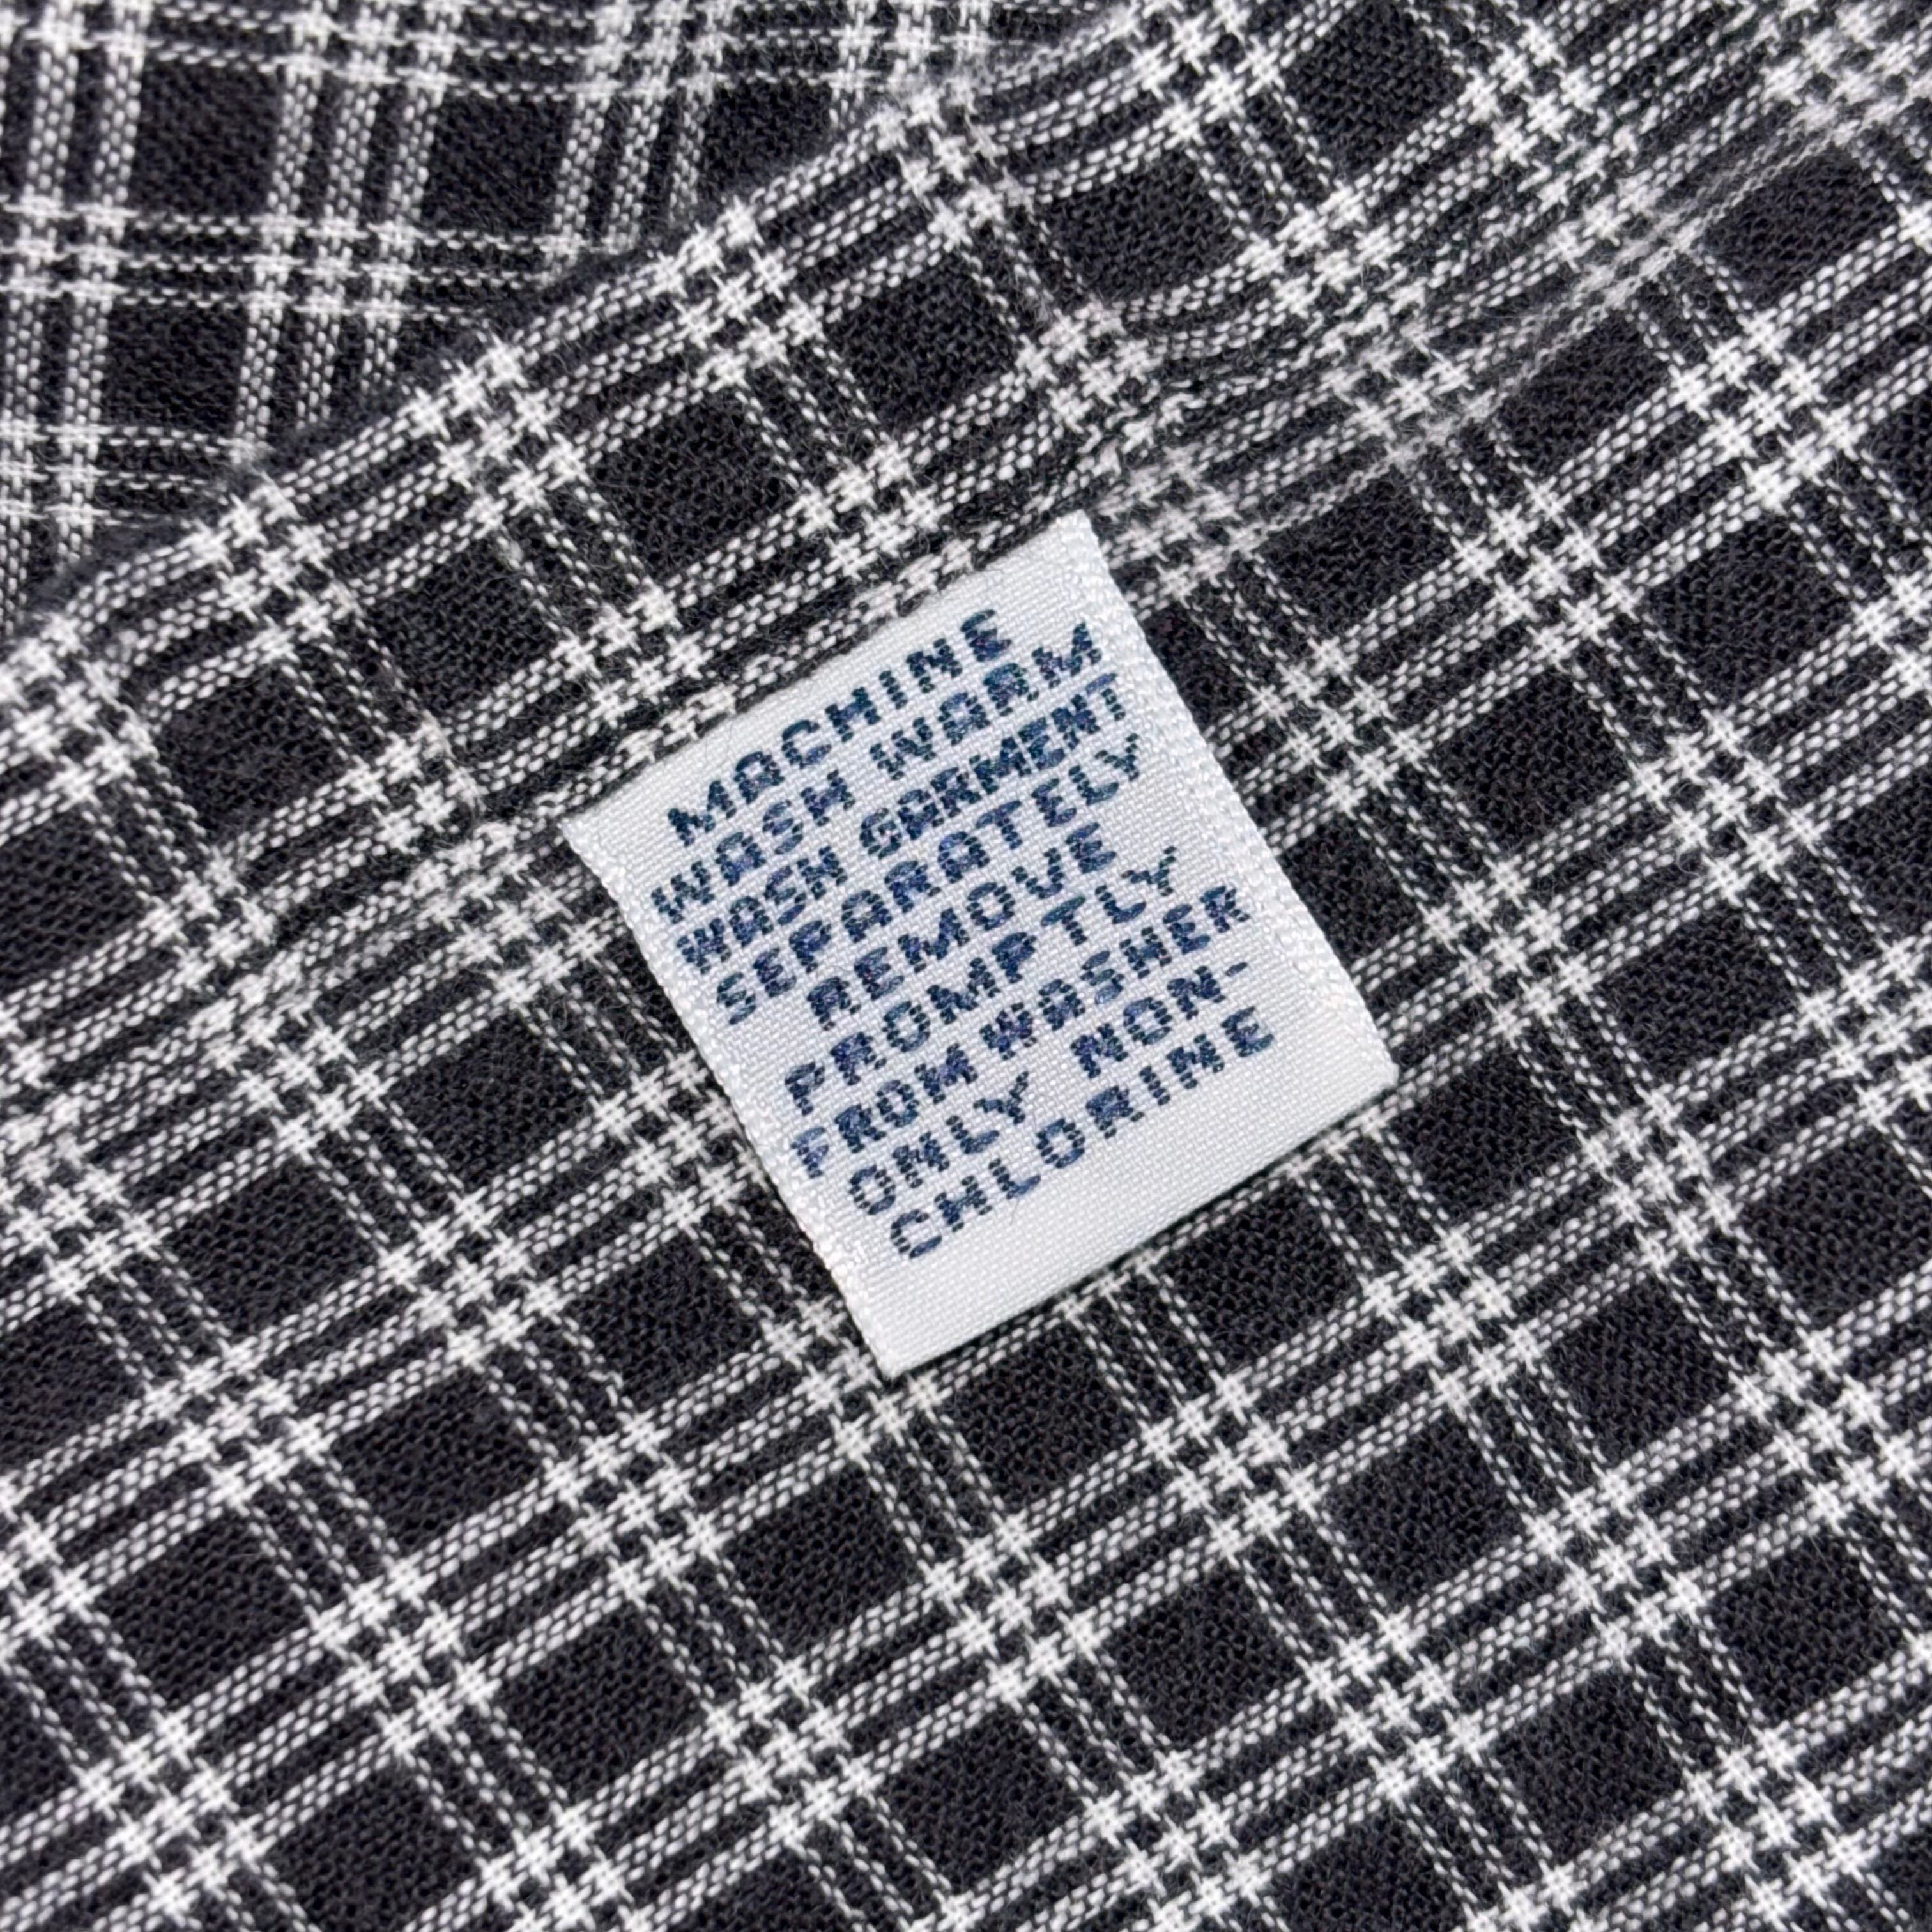 MACHINE
WASH WARM
WASH GARMENT
SEPARATELY
REMOVE
PROMPTLY
FROM WASHER
ONLY NON-
CHLORINE